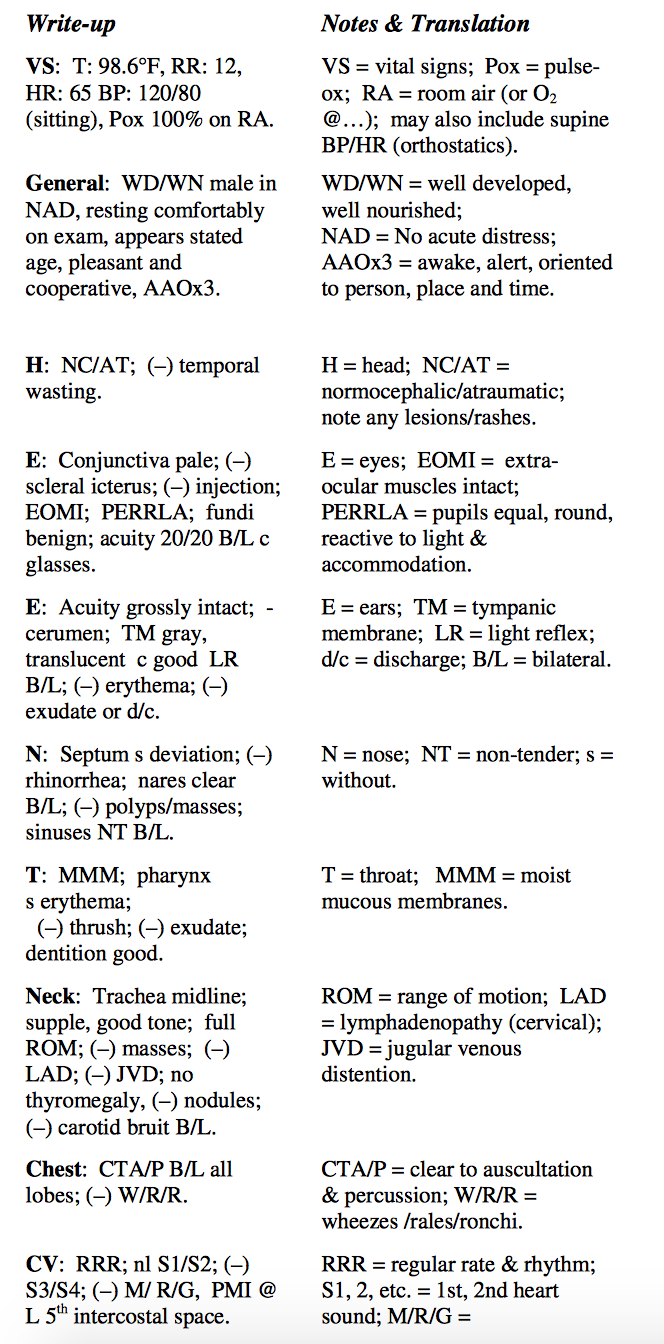 Write-up
Notes & Translation
VS: T: 98.6°F, RR: 12,
HR: 65 BP: 120/80
(sitting), Pox 100% on RA.
VS = vital signs; Pox = pulse-
ox; RA = room air (or O₂
@…); may also include supine
BP/HR (orthostatics).
General: WD/WN male in
NAD, resting comfortably
on exam, appears stated
age, pleasant and
cooperative, AAOx3.
WD/WN = well developed,
well nourished;
NAD = No acute distress;
AAOx3 = awake, alert, oriented
to person, place and time.
H: NC/AT; (–) temporal
wasting.
H = head; NC/AT =
normocephalic/atraumatic;
note any lesions/rashes.
E: Conjunctiva pale; (–)
scleral icterus; (–) injection;
EOMI; PERRLA; fundi
benign; acuity 20/20 B/L c
glasses.
E = eyes; EOMI = extra-
ocular muscles intact;
PERRLA = pupils equal, round,
reactive to light &
accommodation.
E: Acuity grossly intact; -
cerumen; TM gray,
translucent c good LR
B/L; (–) erythema; (–)
exudate or d/c.
E = ears; TM = tympanic
membrane; LR = light reflex;
d/c = discharge; B/L = bilateral.
N: Septum s deviation; (–)
rhinorrhea; nares clear
B/L; (–) polyps/masses;
sinuses NT B/L.
N = nose; NT = non-tender; s =
without.
T: MMM; pharynx
s erythema;
(–) thrush; (–) exudate;
dentition good.
T = throat; MMM = moist
mucous membranes.
Neck: Trachea midline;
supple, good tone; full
ROM; (–) masses; (–)
LAD; (–) JVD; no
thyromegaly, (–) nodules;
(–) carotid bruit B/L.
ROM = range of motion; LAD
= lymphadenopathy (cervical);
JVD = jugular venous
distention.
Chest: CTA/P B/L all
lobes; (–) W/R/R.
CTA/P = clear to auscultation
& percussion; W/R/R =
wheezes /rales/ronchi.
CV: RRR; nl S1/S2; (–)
S3/S4; (–) M/ R/G, PMI @
L 5th intercostal space.
RRR = regular rate & rhythm;
S1, 2, etc. = 1st, 2nd heart
sound; M/R/G =